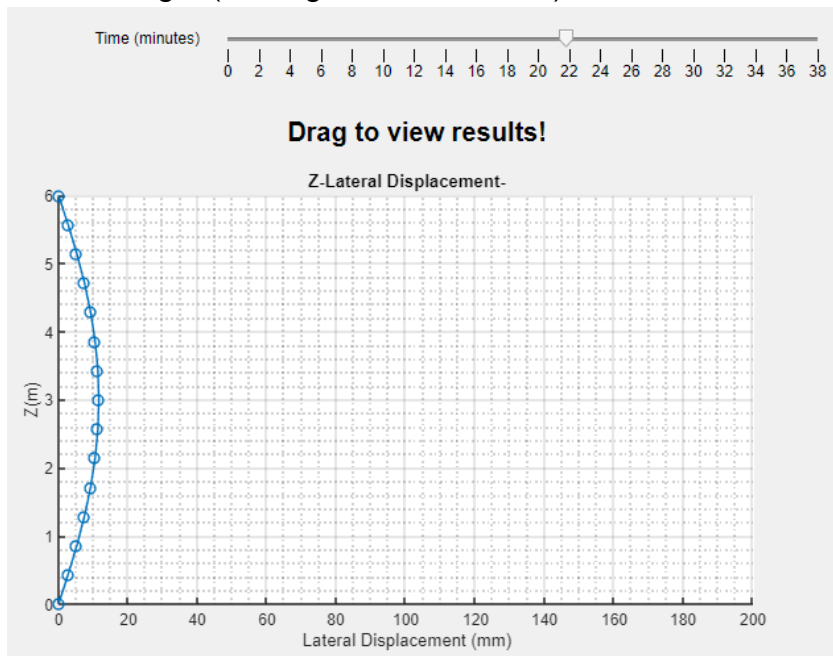 Time (minutes)
0 2 4 6 8 10 12 14 16 18 20 22 24 26 28 30 32 34 36 38
Drag to view results!
Z-Lateral Displacement-
6
5
4
3
2
1
0
Z(m)
0 20 40 60 80 100 120 140 160 180 200
Lateral Displacement (mm)